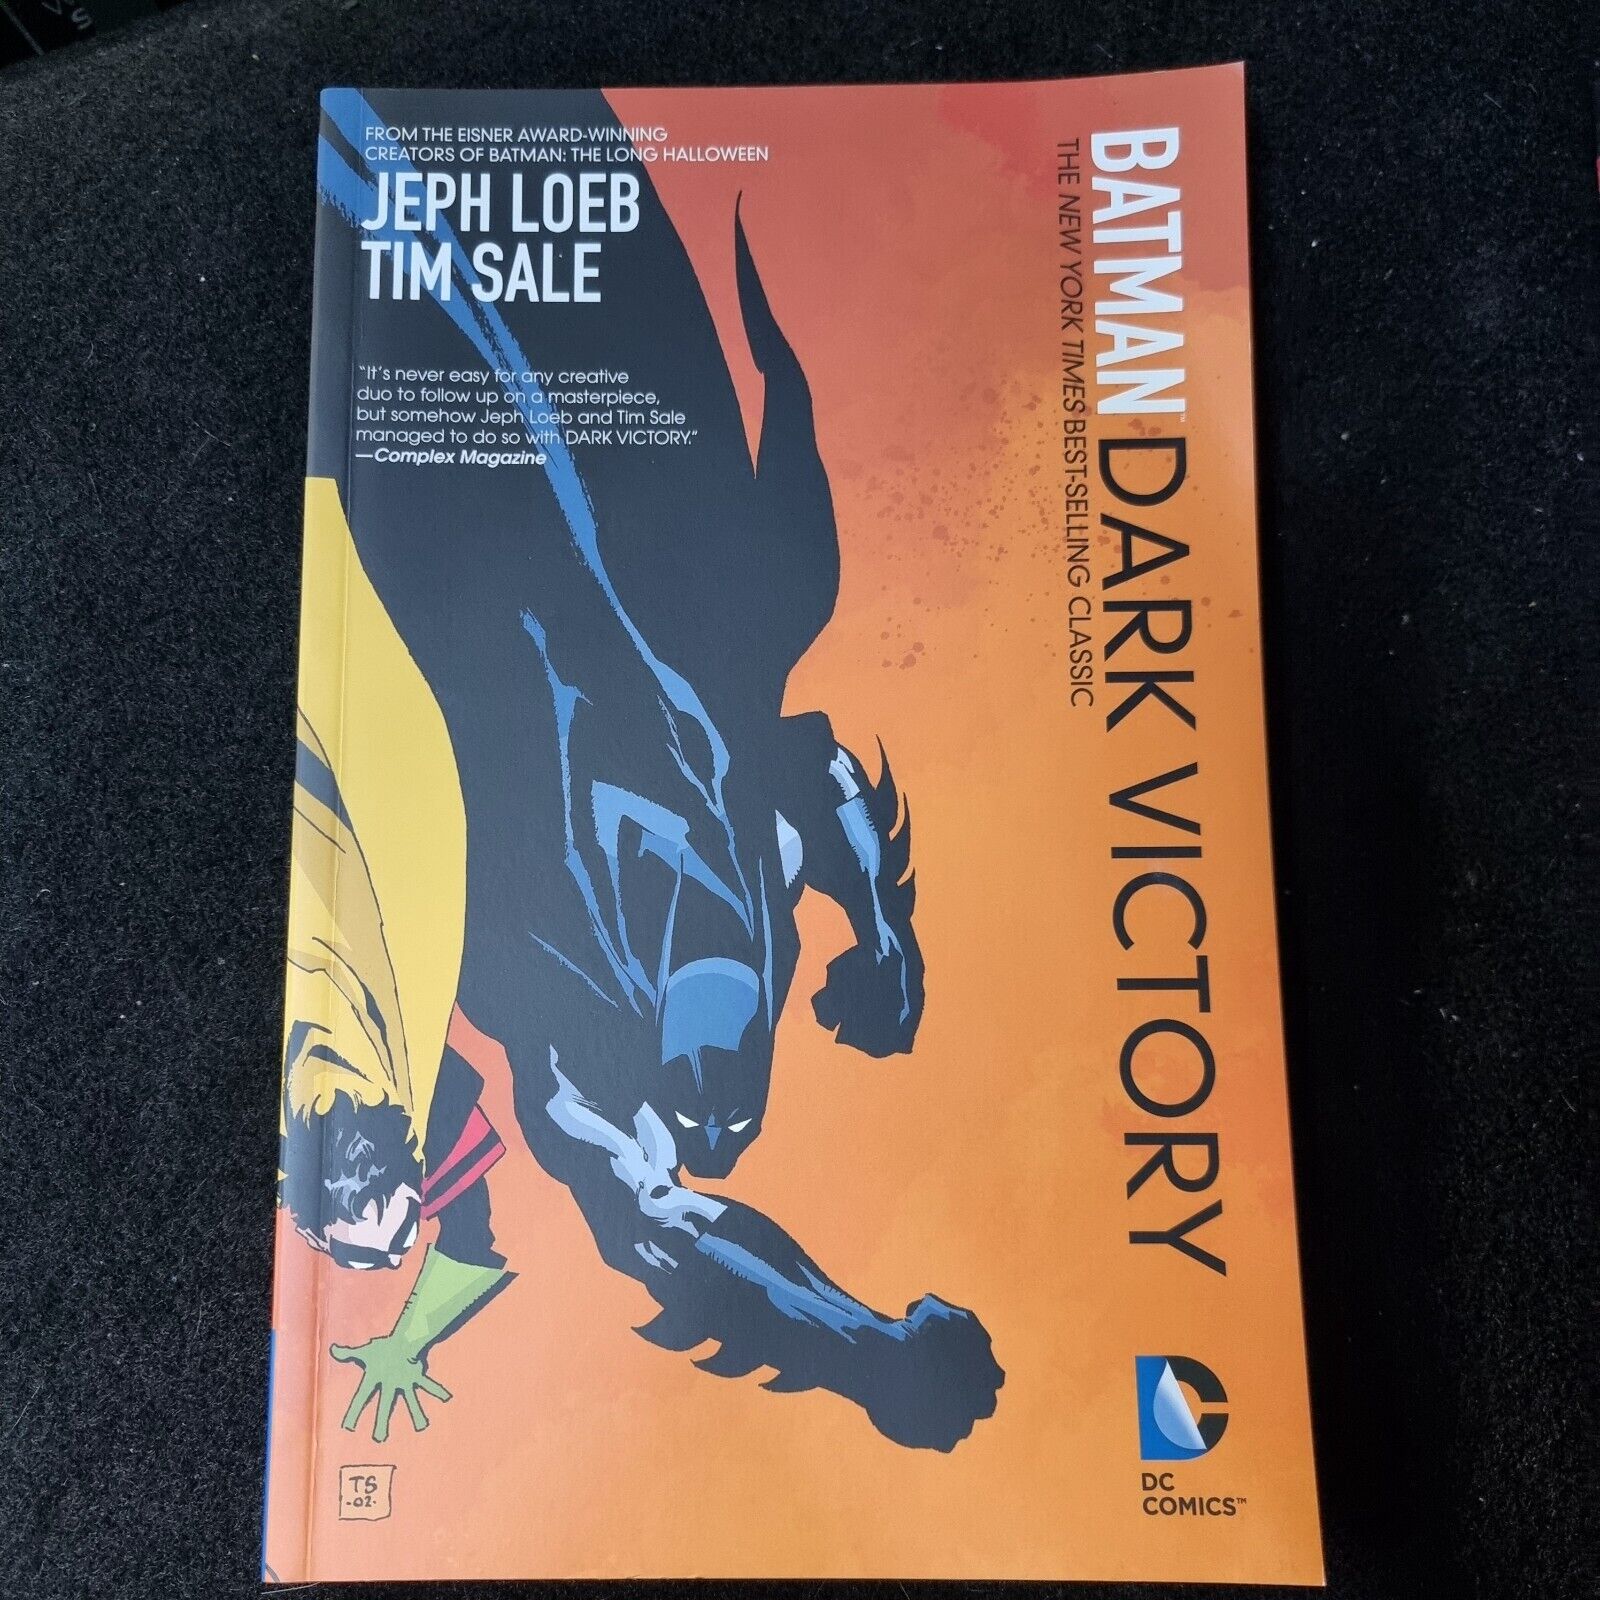 FROM THE EISNER AWARD-WINNING
CREATORS OF BATMAN: THE LONG HALLOWEEN
JEPH LOEB
TIM SALE
"It's never easy for any creative
duo to follow up on a masterpiece,
but somehow Jeph Loeb and Tim Sale
managed to do so with DARK VICTORY."
—Complex Magazine
BATMAN™ DARK VICTORY
THE NEW YORK TIMES BEST-SELLING CLASSIC
TS
-02-
DC
COMICS™